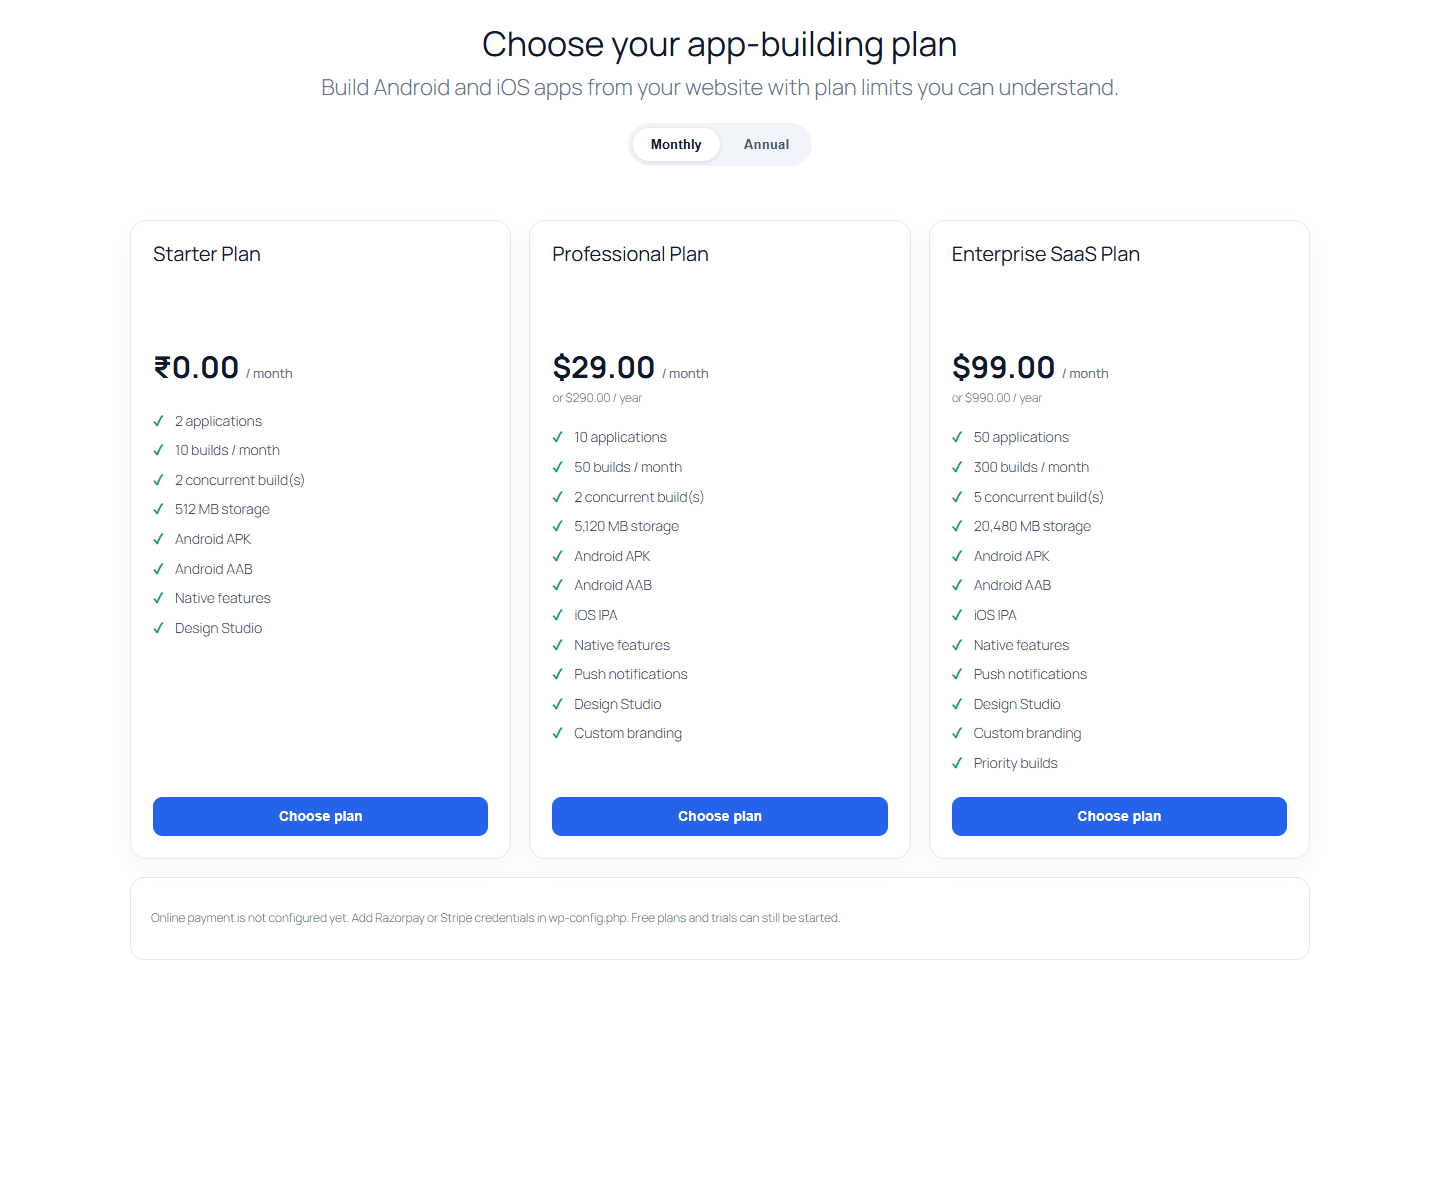 Choose your app-building plan
Build Android and iOS apps from your website with plan limits you can understand.
Monthly
Annual
Starter Plan
₹0.00 / month
✓ 2 applications
✓ 10 builds / month
✓ 2 concurrent build(s)
✓ 512 MB storage
✓ Android APK
✓ Android AAB
✓ Native features
✓ Design Studio
Choose plan
Professional Plan
$29.00 / month
or $290.00 / year
✓ 10 applications
✓ 50 builds / month
✓ 2 concurrent build(s)
✓ 5,120 MB storage
✓ Android APK
✓ Android AAB
✓ iOS IPA
✓ Native features
✓ Push notifications
✓ Design Studio
✓ Custom branding
Choose plan
Enterprise SaaS Plan
$99.00 / month
or $990.00 / year
✓ 50 applications
✓ 300 builds / month
✓ 5 concurrent build(s)
✓ 20,480 MB storage
✓ Android APK
✓ Android AAB
✓ iOS IPA
✓ Native features
✓ Push notifications
✓ Design Studio
✓ Custom branding
✓ Priority builds
Choose plan
Online payment is not configured yet. Add Razorpay or Stripe credentials in wp-config.php. Free plans and trials can still be started.